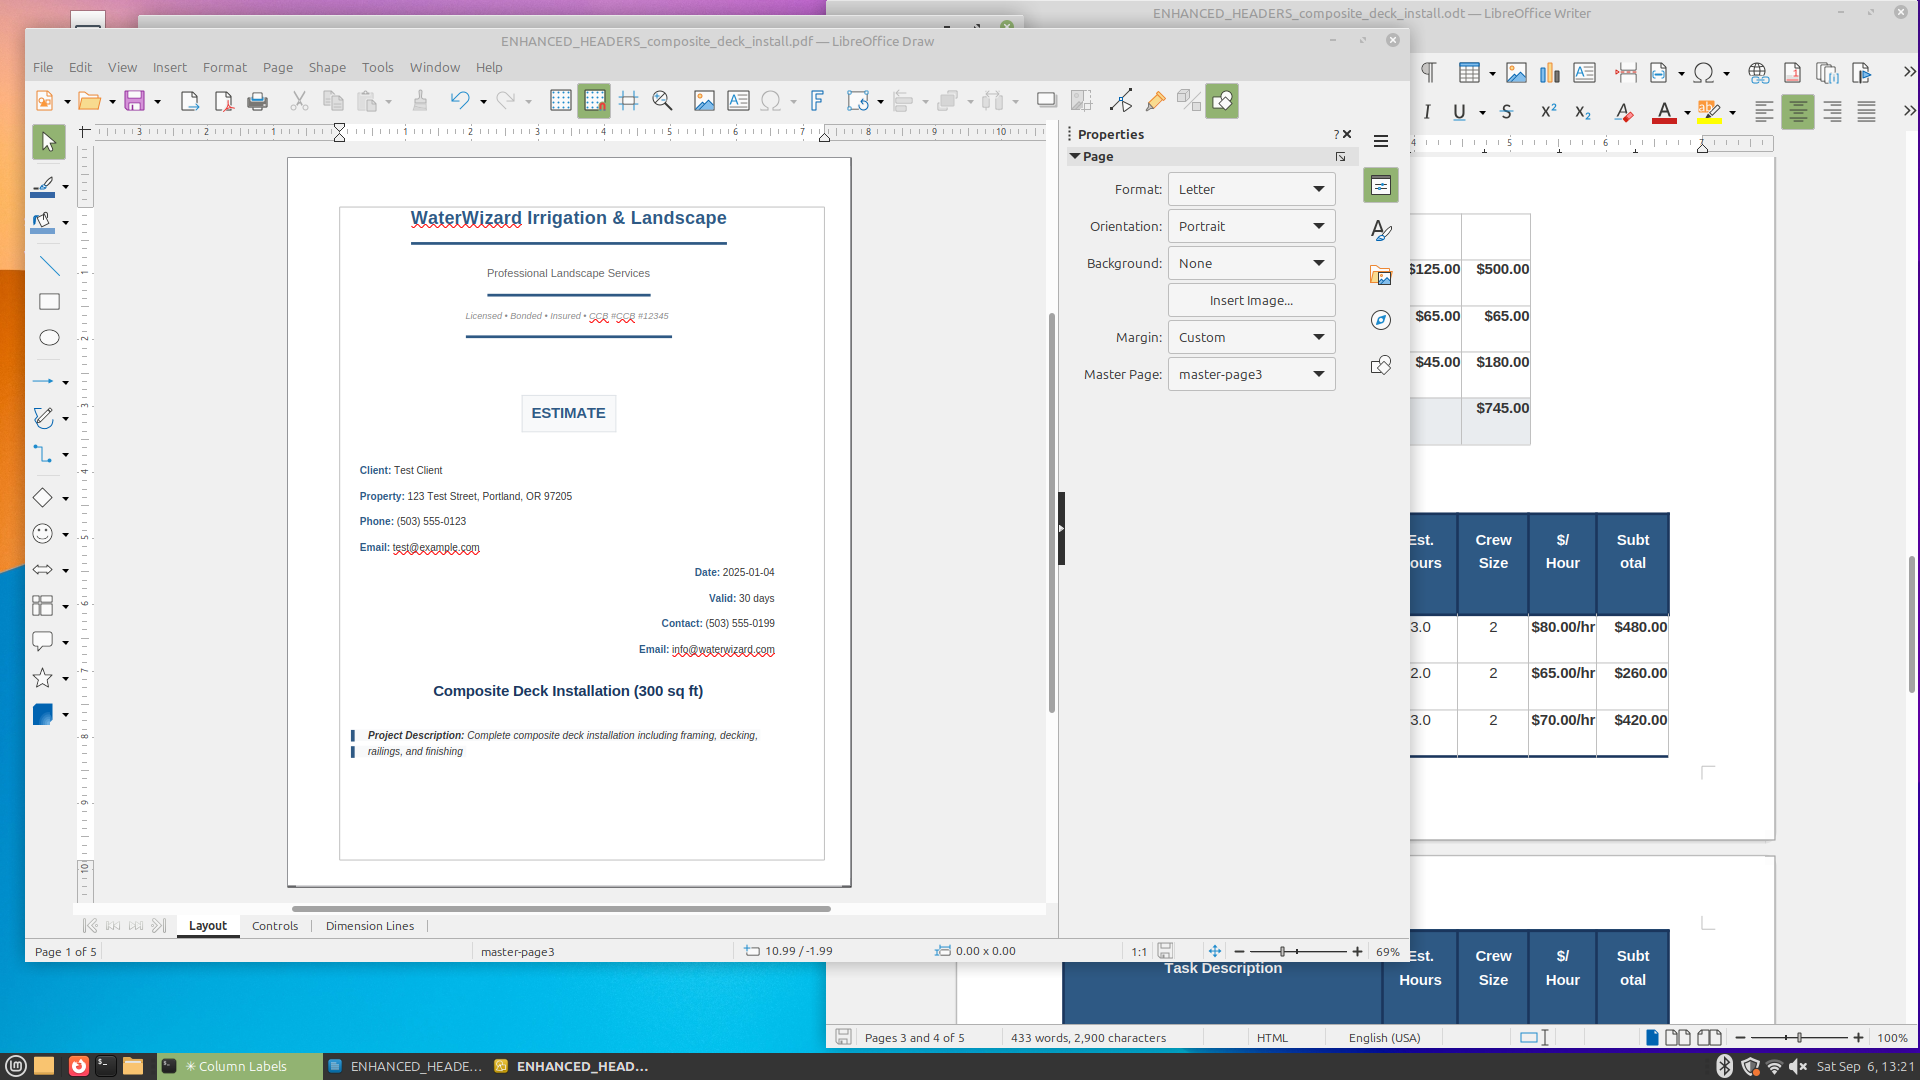 ENHANCED_HEADERS_composite_deck_install.odt — LibreOffice Writer
ENHANCED_HEADERS_composite_deck_install.pdf — LibreOffice Draw
File Edit View Insert Format Page Shape Tools Window Help
Properties
Page
Format: Letter
Orientation: Portrait
Background: None
Insert Image...
Margin: Custom
Master Page: master-page3
WaterWizard Irrigation & Landscape
Professional Landscape Services
Licensed • Bonded • Insured • CCB #CCB #12345
ESTIMATE
Client: Test Client
Property: 123 Test Street, Portland, OR 97205
Phone: (503) 555-0123
Email: test@example.com
Date: 2025-01-04
Valid: 30 days
Contact: (503) 555-0199
Email: info@waterwizard.com
Composite Deck Installation (300 sq ft)
Project Description: Complete composite deck installation including framing, decking,
railings, and finishing
Layout Controls Dimension Lines
Page 1 of 5 master-page3 10.99 / -1.99 0.00 x 0.00 1:1 69%
$125.00 $500.00
$65.00 $65.00
$45.00 $180.00
$745.00
Est. Crew $/ Subt
ours Size Hour otal
3.0 2 $80.00/hr $480.00
2.0 2 $65.00/hr $260.00
3.0 2 $70.00/hr $420.00
Task Description
Est. Crew $/ Subt
Hours Size Hour otal
Pages 3 and 4 of 5 433 words, 2,900 characters HTML English (USA) 100%
✳ Column Labels ENHANCED_HEADE... ENHANCED_HEAD... Sat Sep 6, 13:21